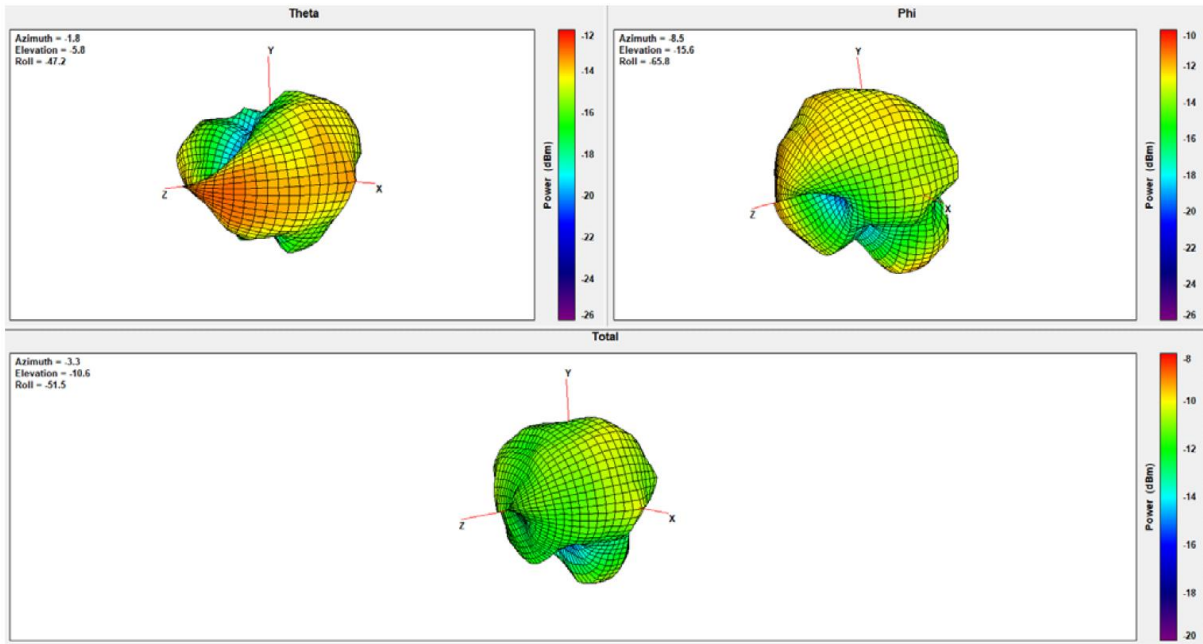 Theta
Azimuth = -1.8
Elevation = -5.8
Roll = -47.2
Y
Z
X
Power (dBm)
-12
-14
-16
-18
-20
-22
-24
-26
Phi
Azimuth = -8.5
Elevation = -15.6
Roll = -65.8
Y
Z
X
Power (dBm)
-10
-12
-14
-16
-18
-20
-22
-24
-26
Total
Azimuth = -3.3
Elevation = -10.6
Roll = -51.5
Y
Z
X
Power (dBm)
-8
-10
-12
-14
-16
-18
-20